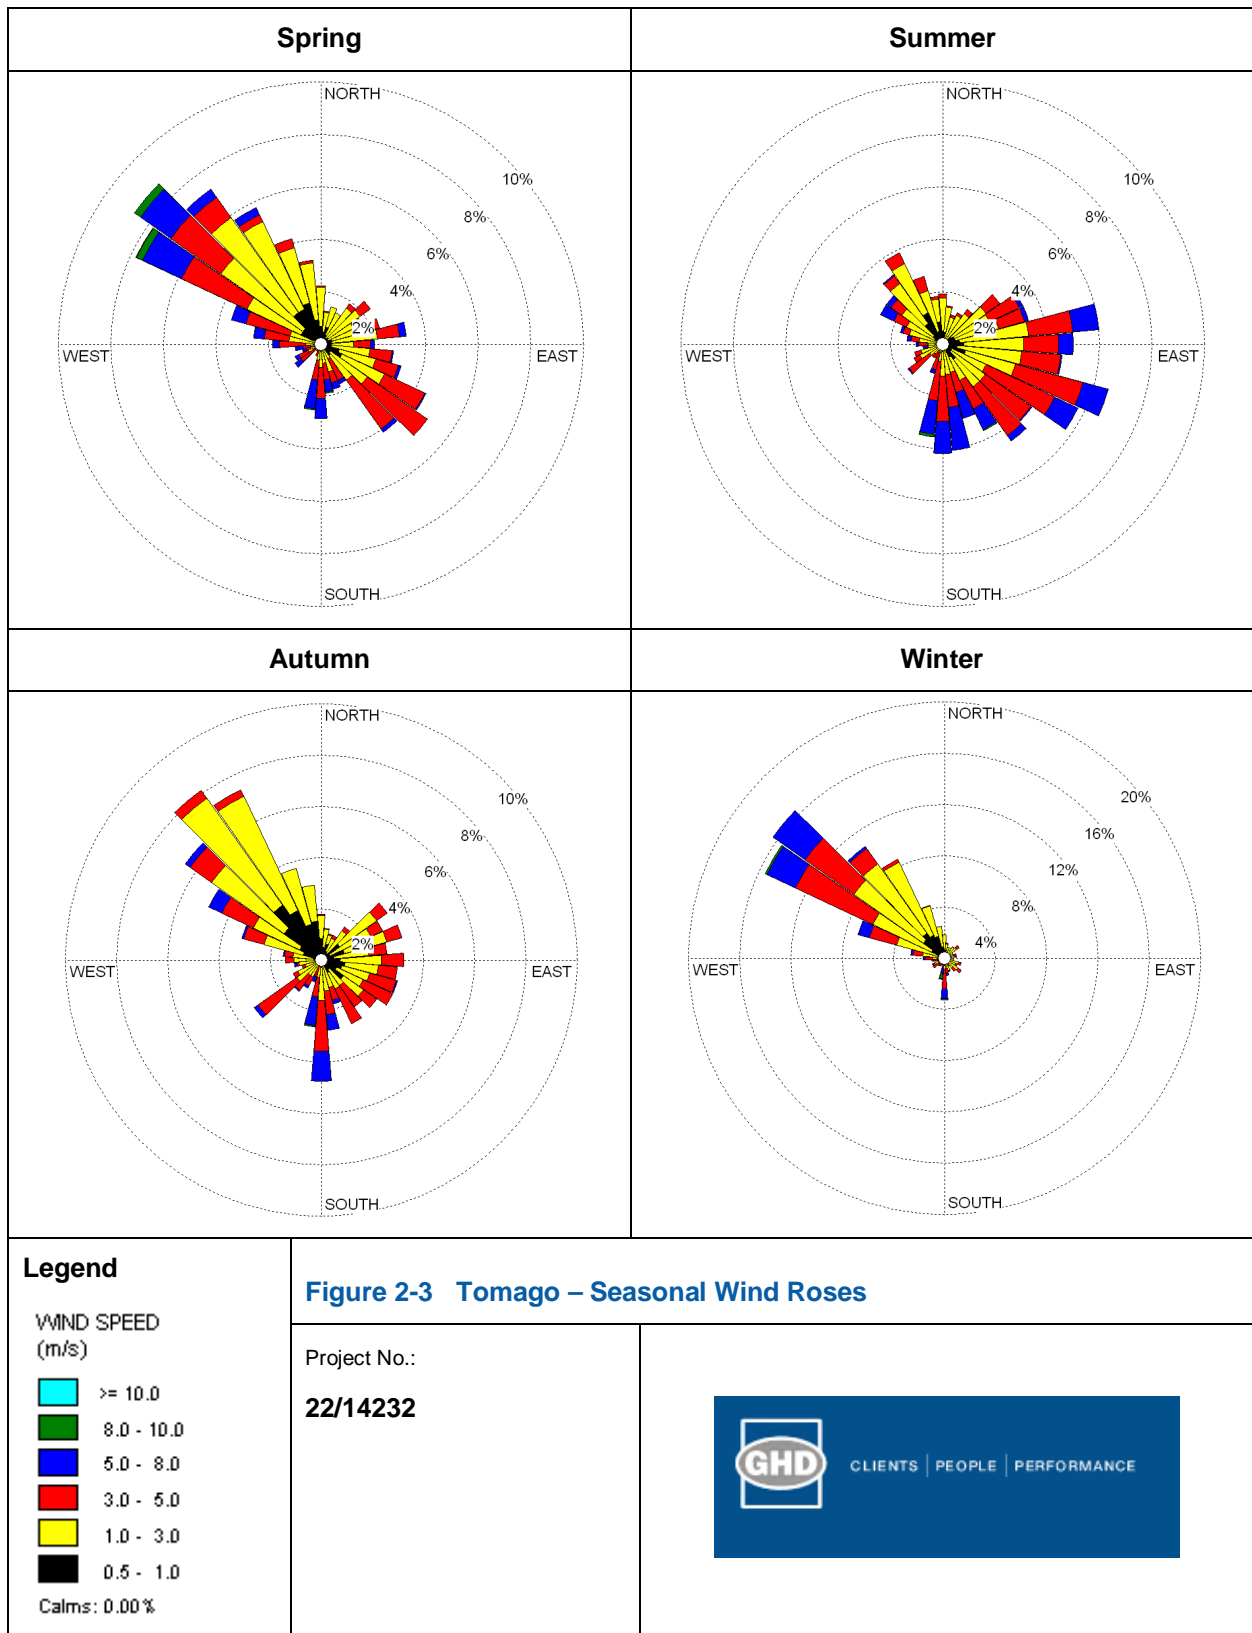 Spring
Summer
NORTH
10%
8%
6%
4%
2%
WEST
EAST
SOUTH
NORTH
10%
8%
6%
4%
2%
WEST
EAST
SOUTH
Autumn
Winter
NORTH
10%
8%
6%
4%
2%
WEST
EAST
SOUTH
NORTH
20%
16%
12%
8%
4%
WEST
EAST
SOUTH
Legend
WIND SPEED
(m/s)
>= 10.0
8.0 - 10.0
5.0 - 8.0
3.0 - 5.0
1.0 - 3.0
0.5 - 1.0
Calms: 0.00%
Figure 2-3 Tomago – Seasonal Wind Roses
Project No.:
22/14232
GHD
CLIENTS | PEOPLE | PERFORMANCE